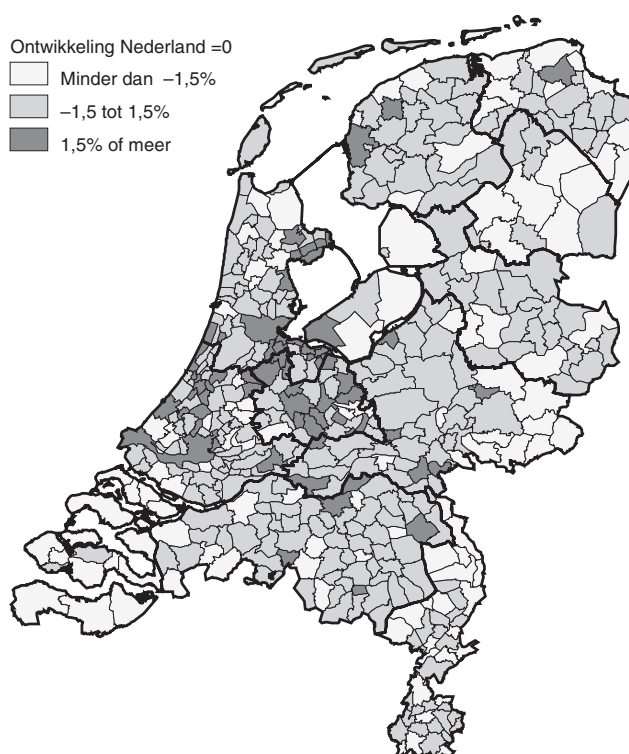 Ontwikkeling Nederland =0
Minder dan −1,5%
−1,5 tot 1,5%
1,5% of meer